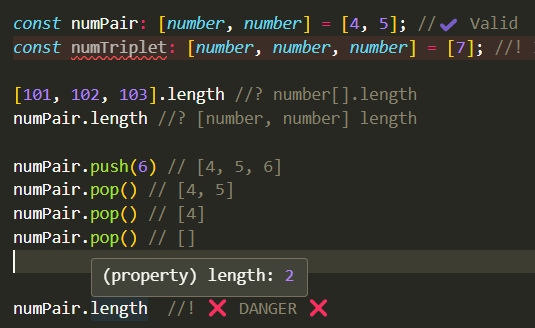 const numPair: [number, number] = [4, 5]; //✔ Valid
const numTriplet: [number, number, number] = [7]; //!
[101, 102, 103].length //? number[].length
numPair.length //? [number, number] length
numPair.push(6) // [4, 5, 6]
numPair.pop() // [4, 5]
numPair.pop() // [4]
numPair.pop() // []
(property) length: 2
numPair.length //! ❌ DANGER ❌